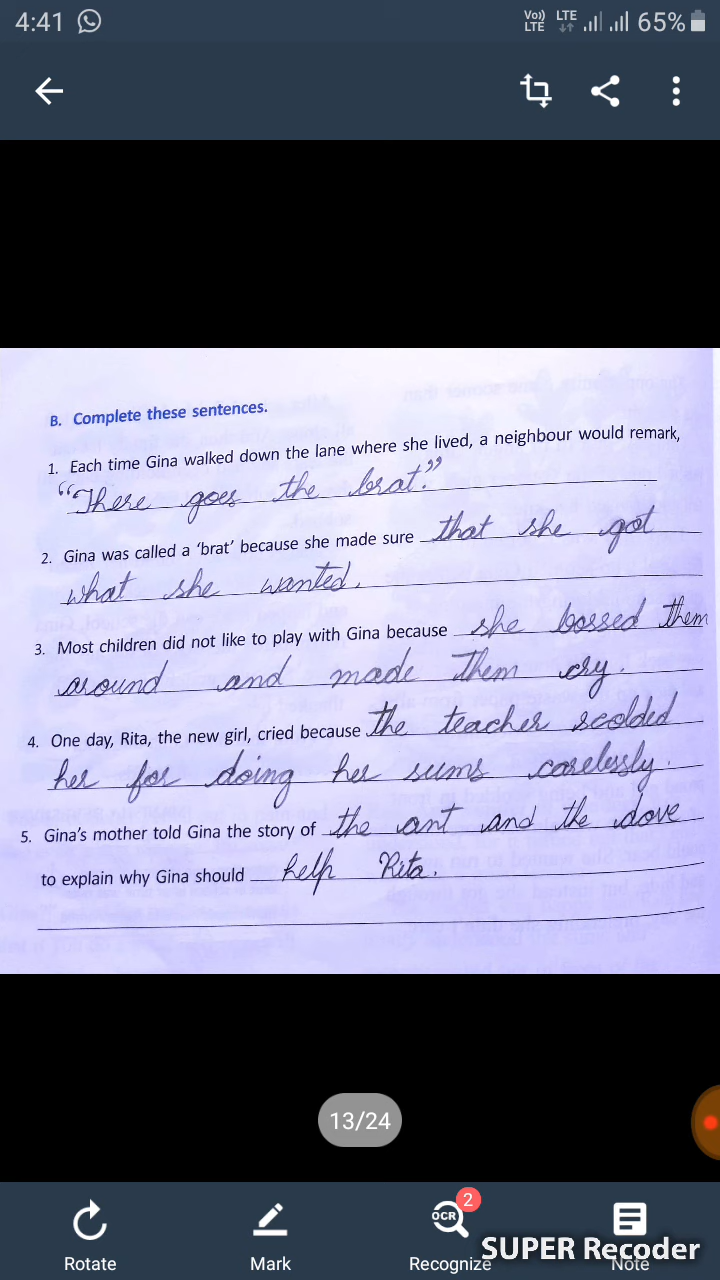 4:41 Vo)) LTE LTE 65%
B. Complete these sentences.
1. Each time Gina walked down the lane where she lived, a neighbour would remark,
“There goes the brat.”
2. Gina was called a ‘brat’ because she made sure that she got
what she wanted.
3. Most children did not like to play with Gina because she bossed them
around and made them cry.
4. One day, Rita, the new girl, cried because the teacher scolded
her for doing her sums carelessly.
5. Gina’s mother told Gina the story of the ant and the dove
to explain why Gina should help Rita.
13/24
OCR 2
Rotate Mark Recognize Note
SUPER Recoder